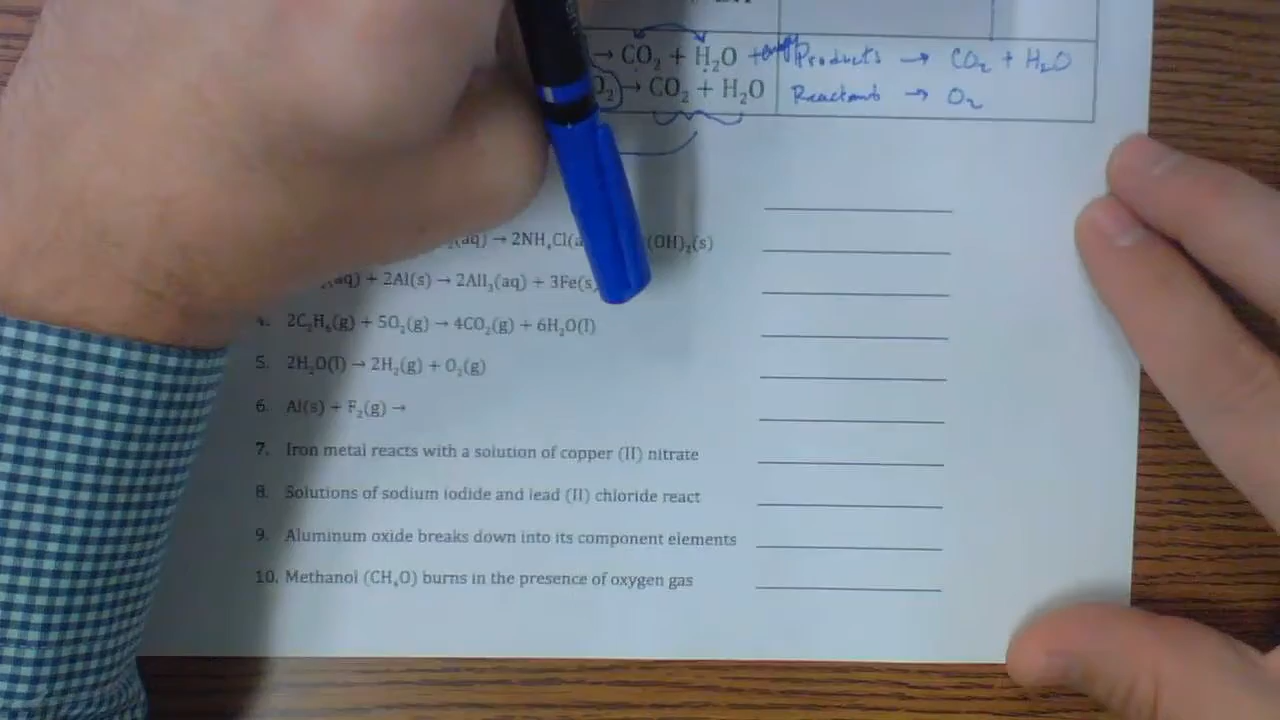 → CO₂ + H₂O + Products → CO₂ + H₂O
O₂ → CO₂ + H₂O Reactants → O₂
₂(aq) → 2NH₄Cl(a (OH)₂(s)
(aq) + 2Al(s) → 2AlI₃(aq) + 3Fe(s)
4. 2C₂H₆(g) + 5O₂(g) → 4CO₂(g) + 6H₂O(l)
5. 2H₂O(l) → 2H₂(g) + O₂(g)
6. Al(s) + F₂(g) →
7. Iron metal reacts with a solution of copper (II) nitrate
8. Solutions of sodium iodide and lead (II) chloride react
9. Aluminum oxide breaks down into its component elements
10. Methanol (CH₄O) burns in the presence of oxygen gas